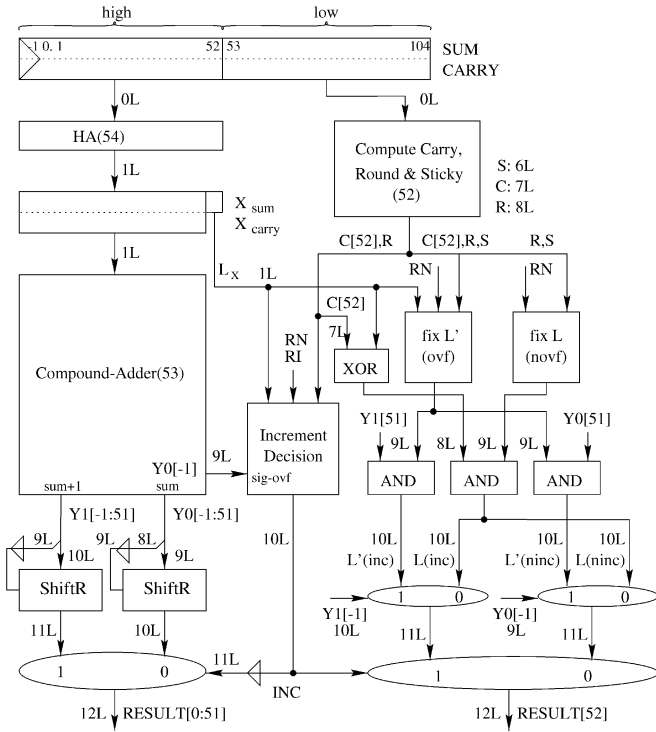 high low
-1 0. 1 52 53 104 SUM
CARRY
0L 0L
HA(54)
Compute Carry,
Round & Sticky
(52)
S: 6L
C: 7L
R: 8L
1L
X sum
X carry
C[52],R C[52],R,S R,S
1L
L X 1L
RN RN
C[52]
7L
fix L'
(ovf)
fix L
(novf)
RN
RI
XOR
Compound-Adder(53)
Y1[51] Y0[51]
Increment
Decision
sig-ovf
9L 8L 9L 9L
Y0[-1] 9L
sum+1 sum
AND AND AND
Y1[-1:51] Y0[-1:51]
9L 10L 9L 8L 9L
10L
10L 10L 10L 10L
L'(inc) L(inc) L'(ninc) L(ninc)
ShiftR ShiftR
1 0 1 0
Y1[-1] Y0[-1]
10L 9L
11L 10L 11L 11L
1 0 11L 1 0
INC
12L RESULT[0:51] 12L RESULT[52]